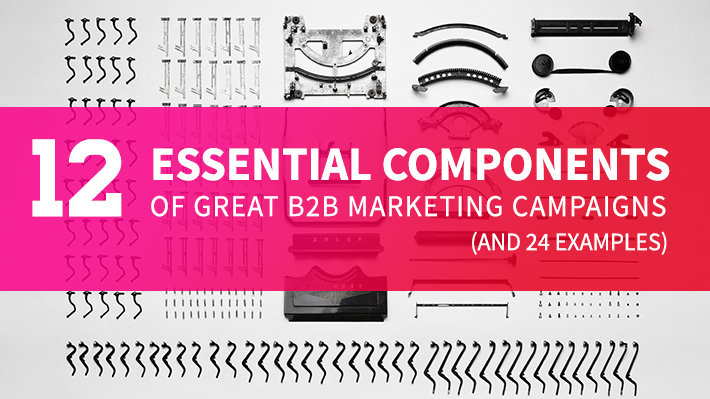 12 ESSENTIAL COMPONENTS
OF GREAT B2B MARKETING CAMPAIGNS
(AND 24 EXAMPLES)